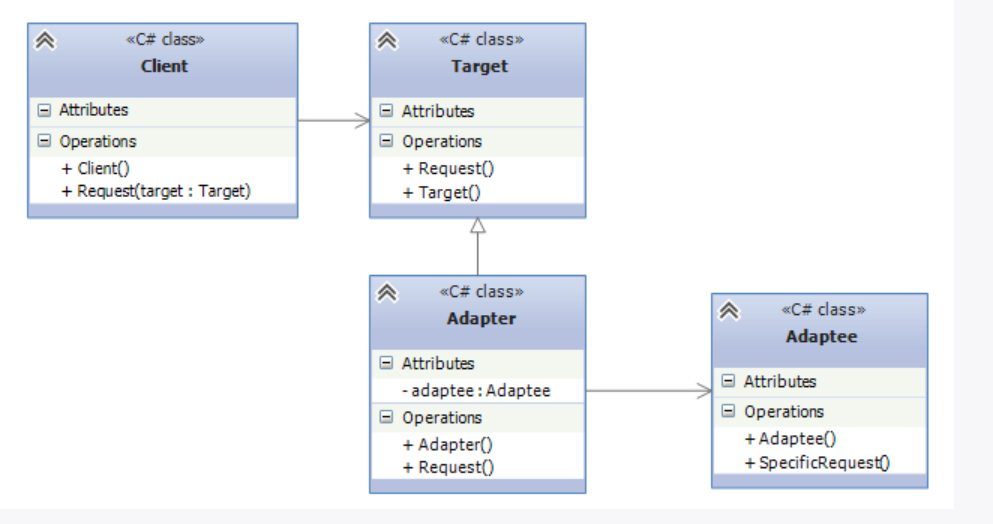 «C# class»
Client
Attributes
Operations
+ Client()
+ Request(target : Target)
«C# class»
Target
Attributes
Operations
+ Request()
+ Target()
«C# class»
Adapter
Attributes
- adaptee : Adaptee
Operations
+ Adapter()
+ Request()
«C# class»
Adaptee
Attributes
Operations
+ Adaptee()
+ SpecificRequest()